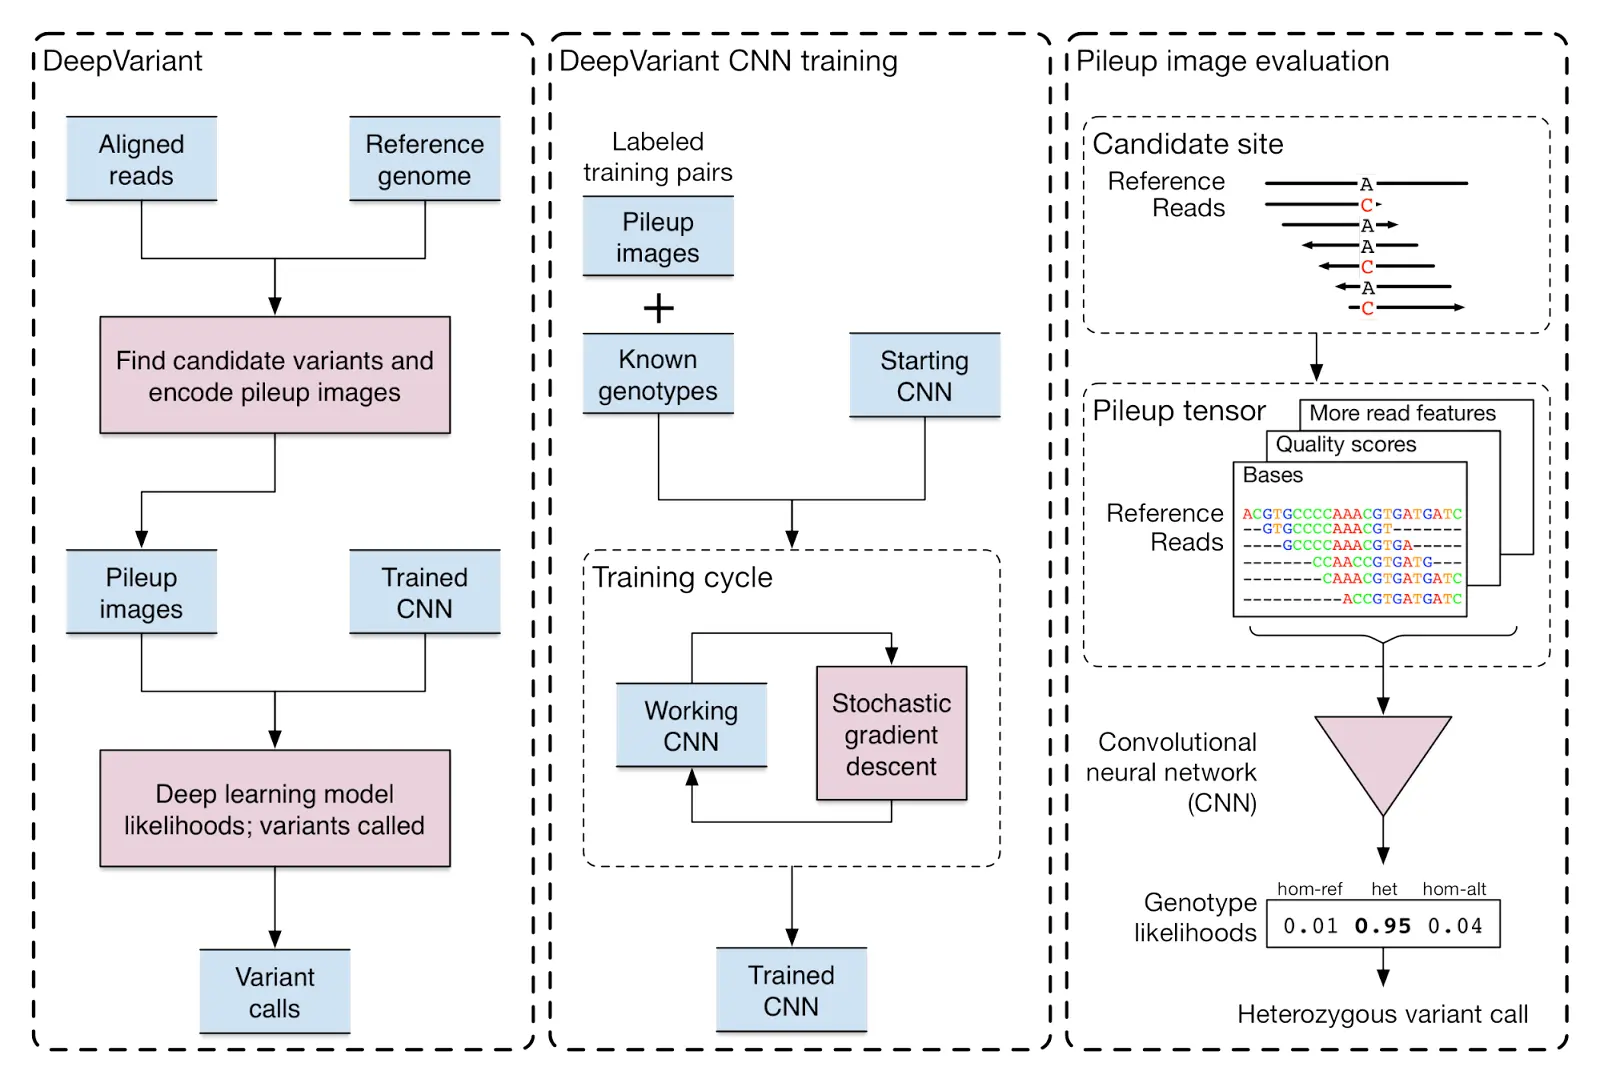 DeepVariant
Aligned
reads
Reference
genome
Find candidate variants and
encode pileup images
Pileup
images
Trained
CNN
Deep learning model
likelihoods; variants called
Variant
calls
DeepVariant CNN training
Labeled
training pairs
Pileup
images
+
Known
genotypes
Starting
CNN
Training cycle
Working
CNN
Stochastic
gradient
descent
Trained
CNN
Pileup image evaluation
Candidate site
Reference
Reads
A
C
A
A
C
A
C
Pileup tensor
More read features
Quality scores
Bases
Reference
Reads
ACGTGCCCCAAACGTGATGATC
--GTGCCCCAAACGT-------
----GCCCCAAACGTGA-----
-------CCAACCGTGATG---
--------CAAACGTGATGATC
----------ACCGTGATGATC
Convolutional
neural network
(CNN)
hom-ref het hom-alt
Genotype
likelihoods
0.01 0.95 0.04
Heterozygous variant call